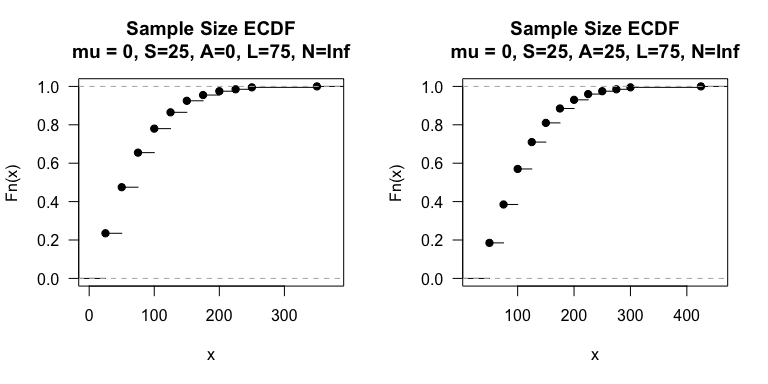 Sample Size ECDF
mu = 0, S=25, A=0, L=75, N=Inf
Fn(x)
1.0
0.8
0.6
0.4
0.2
0.0
0 100 200 300
x
Sample Size ECDF
mu = 0, S=25, A=25, L=75, N=Inf
Fn(x)
1.0
0.8
0.6
0.4
0.2
0.0
100 200 300 400
x